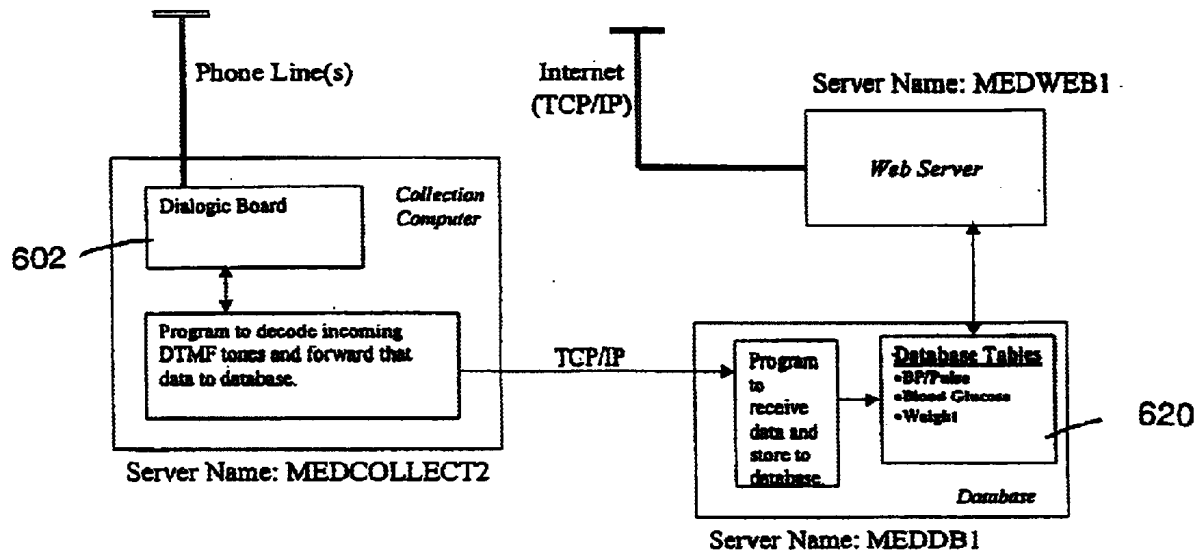 Phone Line(s)
Internet
(TCP/IP)
Server Name: MEDWEB1
Web Server
Collection
Computer
Dialogic Board
602
Program to decode incoming
DTMF tones and forward that
data to database.
TCP/IP
Program
to
receive
data and
store to
database.
Database Tables
•BP/Pulse
•Blood Glucose
•Weight
620
Database
Server Name: MEDCOLLECT2
Server Name: MEDDB1